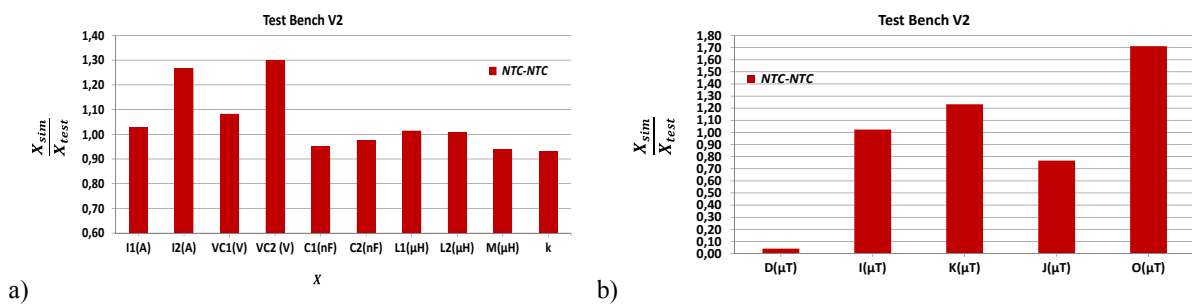 Test Bench V2
1,40
1,30
1,20
1,10
1,00
0,90
0,80
0,70
0,60
X_sim
X_test
NTC-NTC
I1(A) I2(A) VC1(V) VC2 (V) C1(nF) C2(nF) L1(µH) L2(µH) M(µH) k
X
a)
Test Bench V2
1,80
1,70
1,60
1,50
1,40
1,30
1,20
1,10
1,00
0,90
0,80
0,70
0,60
0,50
0,40
0,30
0,20
0,10
0,00
X_sim
X_test
NTC-NTC
D(µT) I(µT) K(µT) J(µT) O(µT)
b)